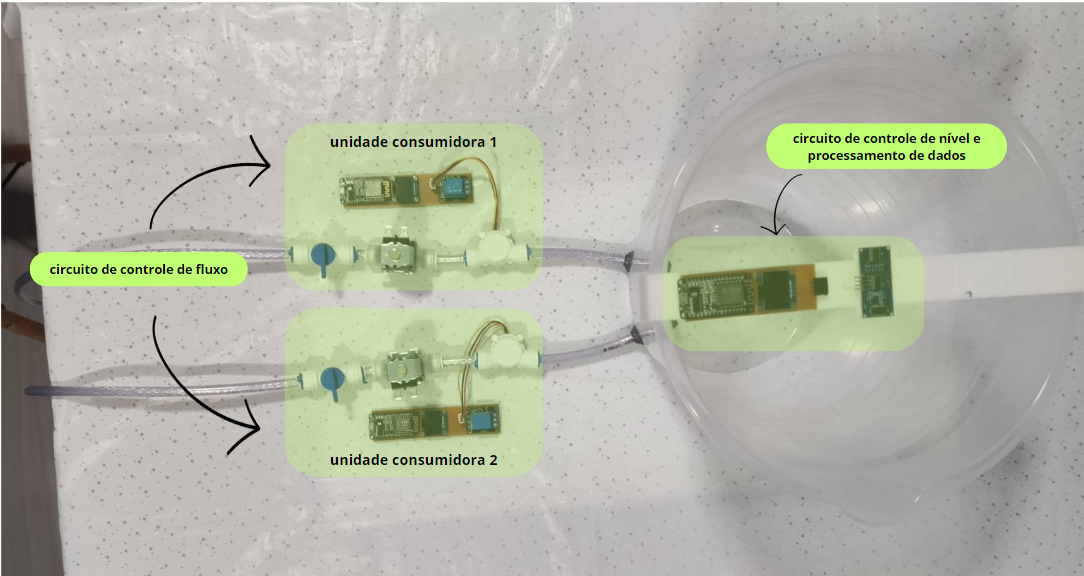 unidade consumidora 1
circuito de controle de nível e
processamento de dados
circuito de controle de fluxo
unidade consumidora 2